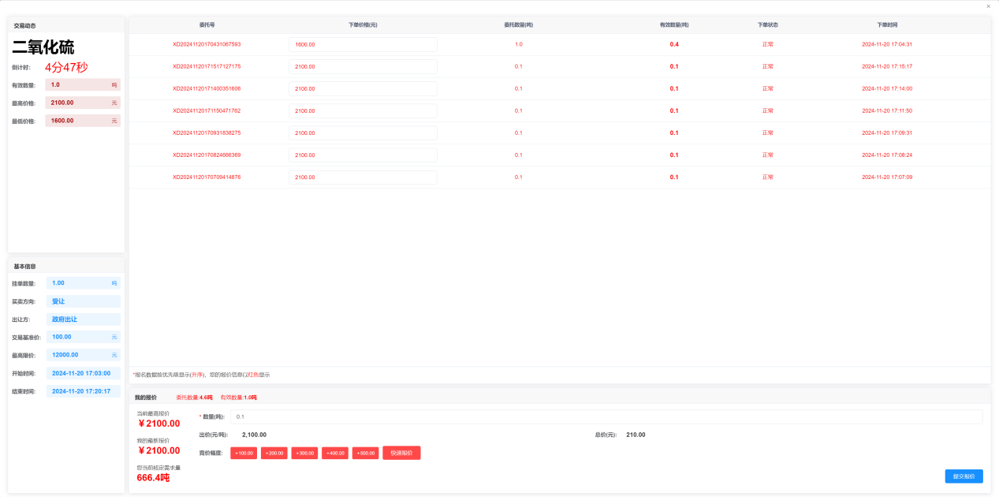 ×
交易动态
二氧化硫
倒计时: 4分47秒
有效数量: 1.0 吨
最高价格: 2100.00 元
最低价格: 1600.00 元
委托号 下单价格(元) 委托数量(吨) 有效数量(吨) 下单状态 下单时间
XD20241120170431067593 1600.00 1.0 0.4 正常 2024-11-20 17:04:31
XD20241120171517127175 2100.00 0.1 0.1 正常 2024-11-20 17:15:17
XD20241120171400351606 2100.00 0.1 0.1 正常 2024-11-20 17:14:00
XD20241120171150471762 2100.00 0.1 0.1 正常 2024-11-20 17:11:50
XD20241120170931838275 2100.00 0.1 0.1 正常 2024-11-20 17:09:31
XD20241120170824666369 2100.00 0.1 0.1 正常 2024-11-20 17:08:24
XD20241120170709414876 2100.00 0.1 0.1 正常 2024-11-20 17:07:09
*报名数据按优先级显示(升序)，您的报价信息以红色显示
基本信息
挂单数量: 1.00 吨
买卖方向: 受让
出让方: 政府出让
交易基准价: 100.00 元
最高限价: 12000.00 元
开始时间: 2024-11-20 17:03:00
结束时间: 2024-11-20 17:20:17
我的报价 委托数量:4.6吨 有效数量:1.0吨
当前最高报价
￥2100.00
我的最新报价
￥2100.00
您当前核定需求量
666.4吨
* 数量(吨): 0.1
出价(元/吨): 2,100.00 总价(元): 210.00
竞价幅度: +100.00 +200.00 +300.00 +400.00 +500.00 快速报价
提交报价